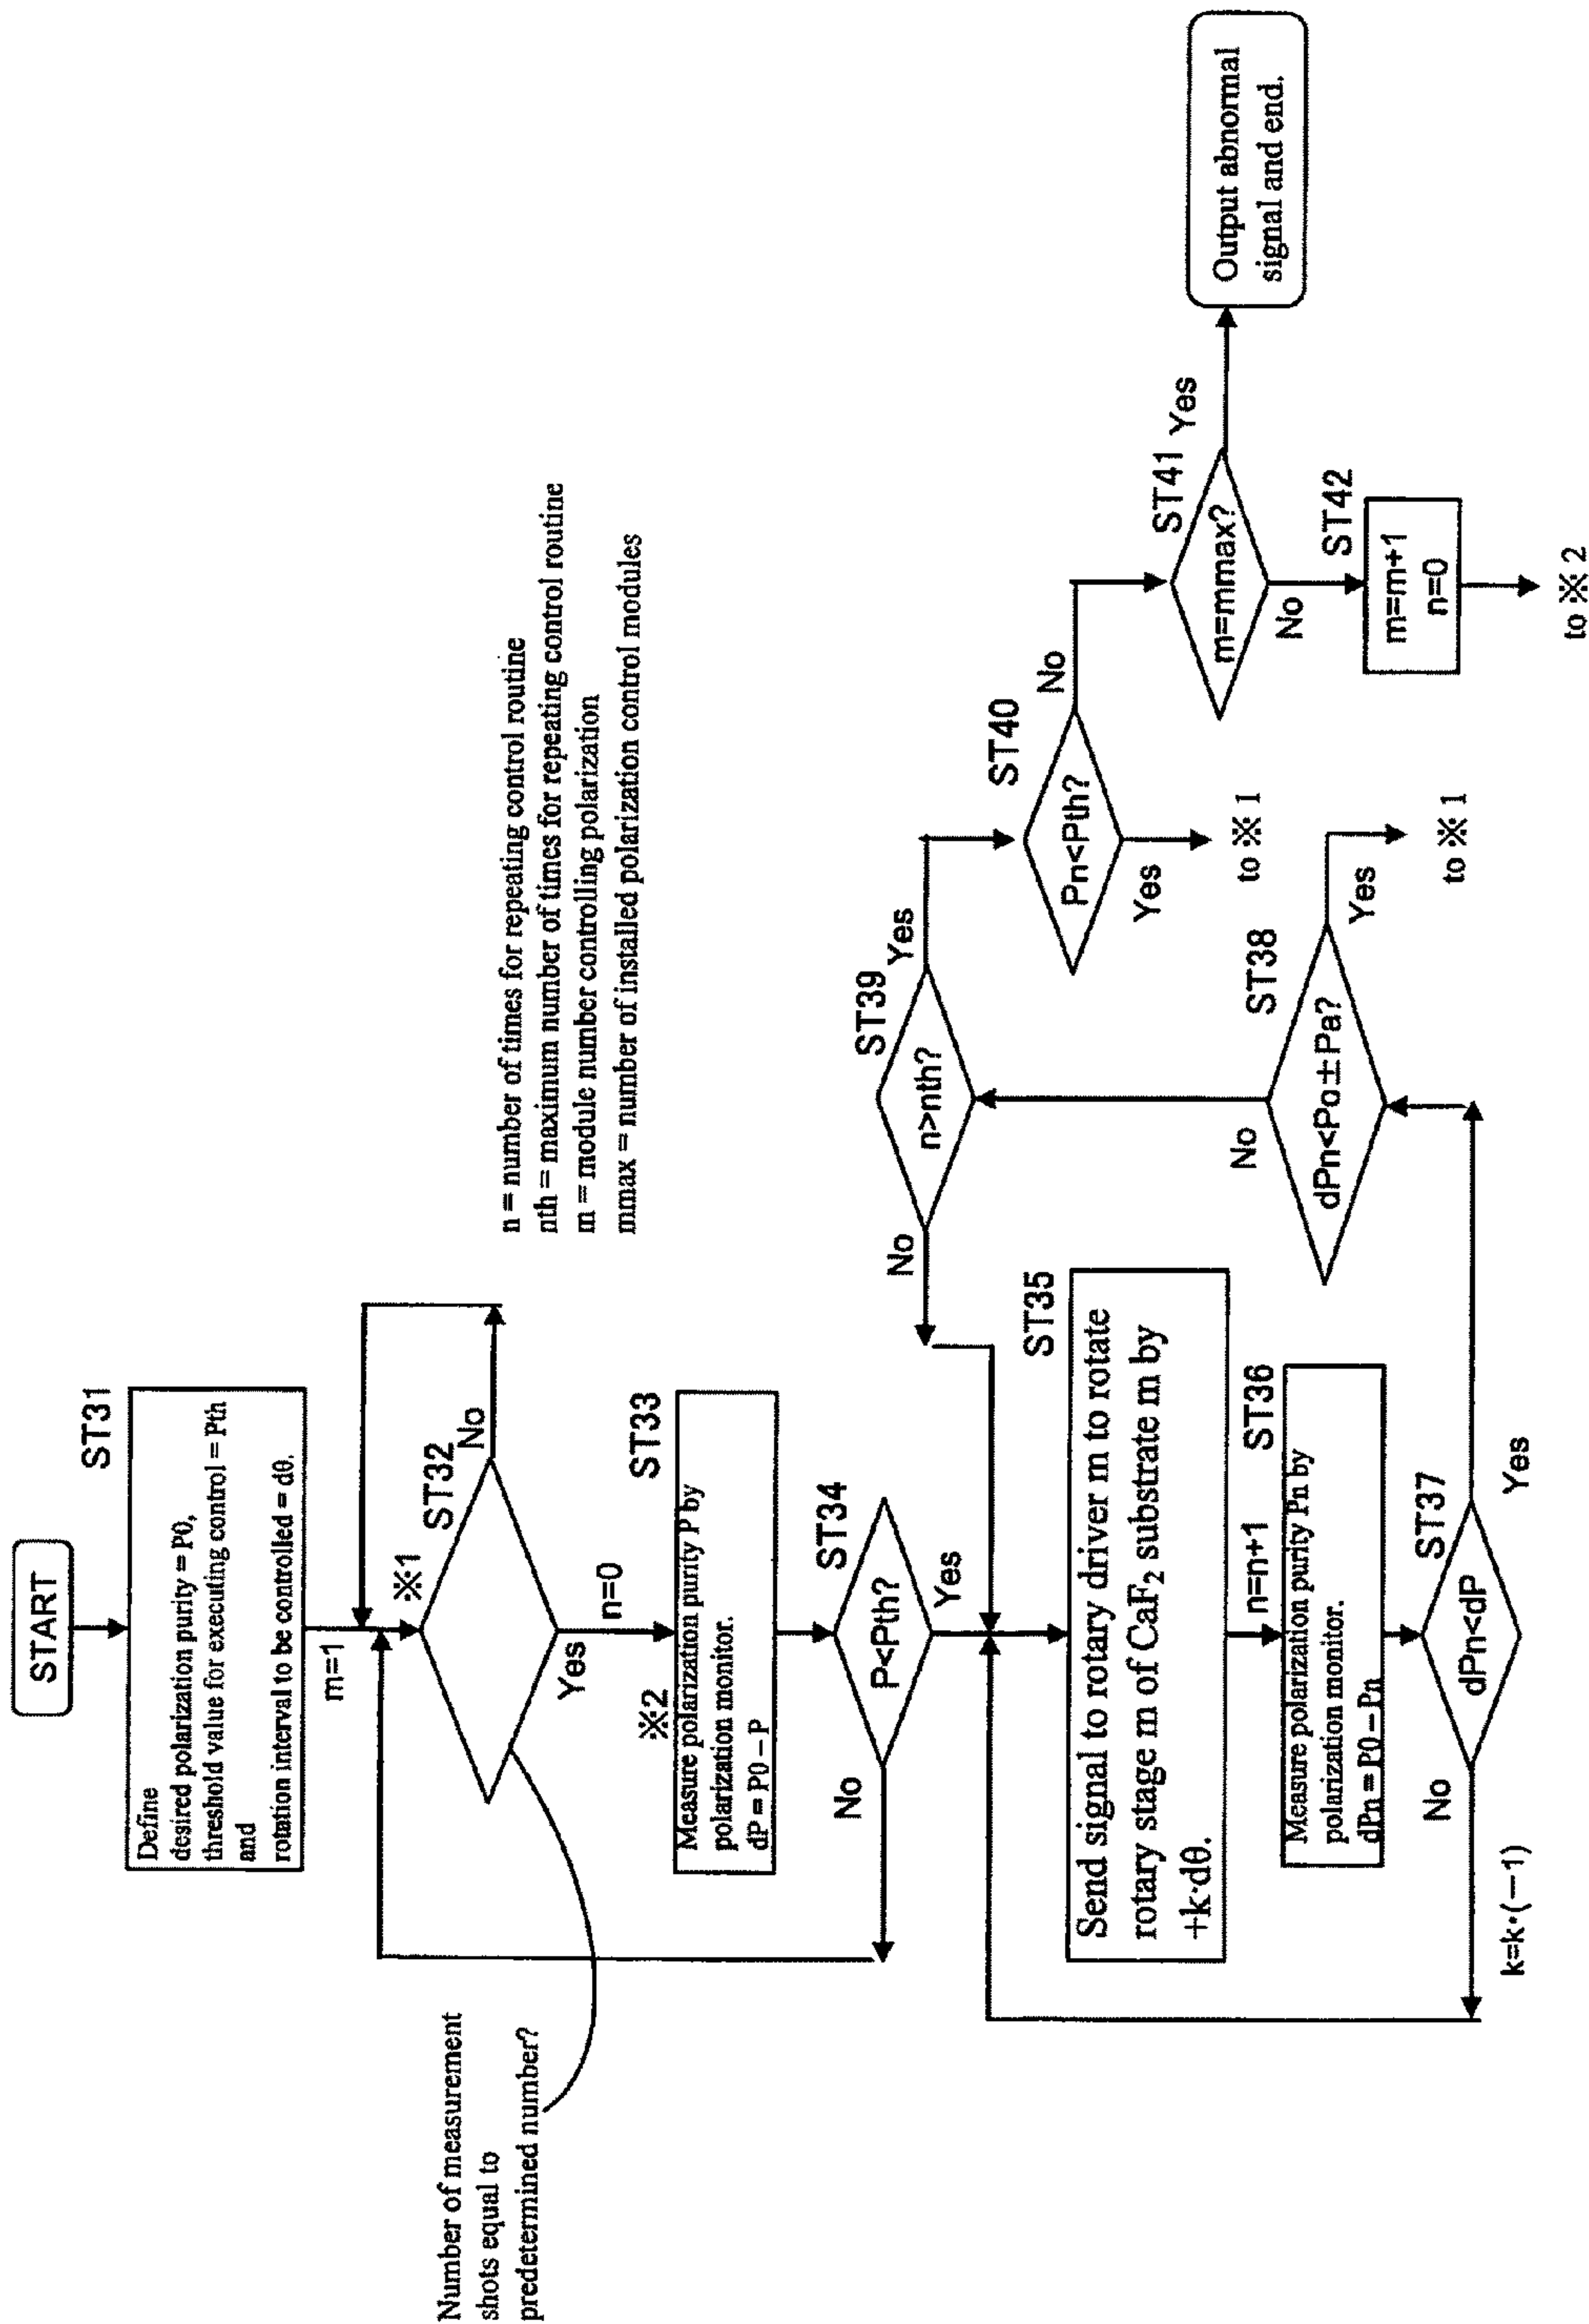 START
ST31
Define
desired polarization purity = P0,
threshold value for executing control = Pth
and
rotation interval to be controlled = dθ.
m=1
※1
ST32
No
Number of measurement
shots equal to
predetermined number?
Yes
n=0
※2
ST33
Measure polarization purity P by
polarization monitor.
dP = P0 – P
ST34
P<Pth?
No
Yes
ST35
Send signal to rotary driver m to rotate
rotary stage m of CaF₂ substrate m by
+k·dθ.
n=n+1
ST36
Measure polarization purity Pn by
polarization monitor.
dPn = P0 – Pn
ST37
dPn<dP
No
Yes
k=k·(—1)
n = number of times for repeating control routine
nth = maximum number of times for repeating control routine
m = module number controlling polarization
mmax = number of installed polarization control modules
ST38
dPn<Po±Pa?
No
Yes
to ※ 1
ST39
n>nth?
No
Yes
ST40
Pn<Pth?
No
Yes
to ※ 1
ST41
m=mmax?
Yes
No
ST42
m=m+1
n=0
to ※ 2
Output abnormal
signal and end.